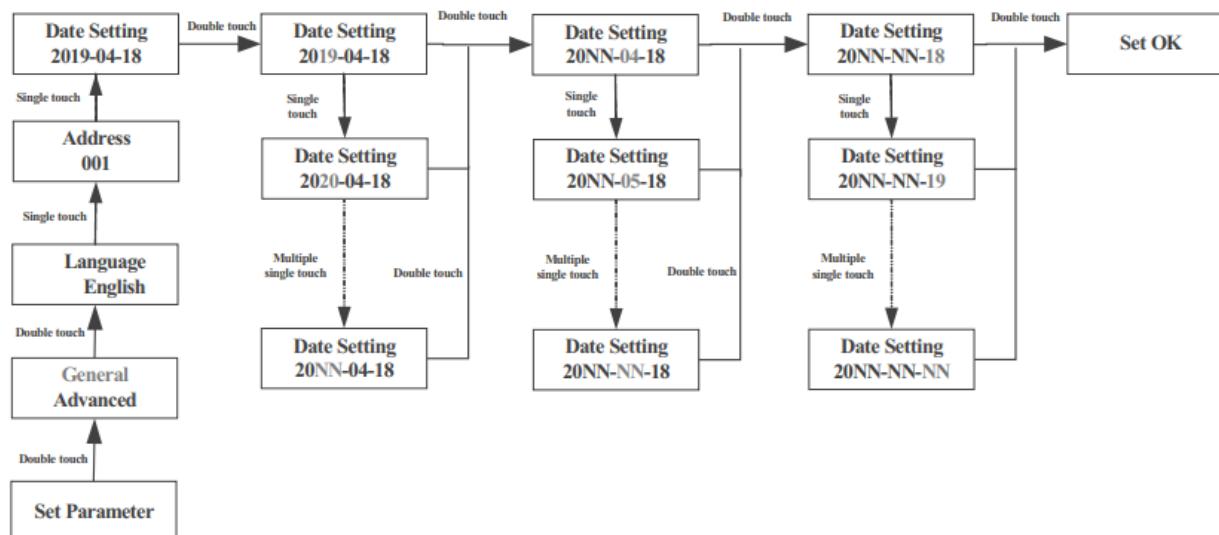 Date Setting
2019-04-18
Double touch
Date Setting
2019-04-18
Double touch
Date Setting
20NN-04-18
Double touch
Date Setting
20NN-NN-18
Double touch
Set OK
Single touch
Single
touch
Single
touch
Single
touch
Address
001
Date Setting
2020-04-18
Date Setting
20NN-05-18
Date Setting
20NN-NN-19
Single touch
Language
English
Multiple
single touch
Double touch
Multiple
single touch
Double touch
Multiple
single touch
Double touch
General
Advanced
Date Setting
20NN-04-18
Date Setting
20NN-NN-18
Date Setting
20NN-NN-NN
Double touch
Set Parameter